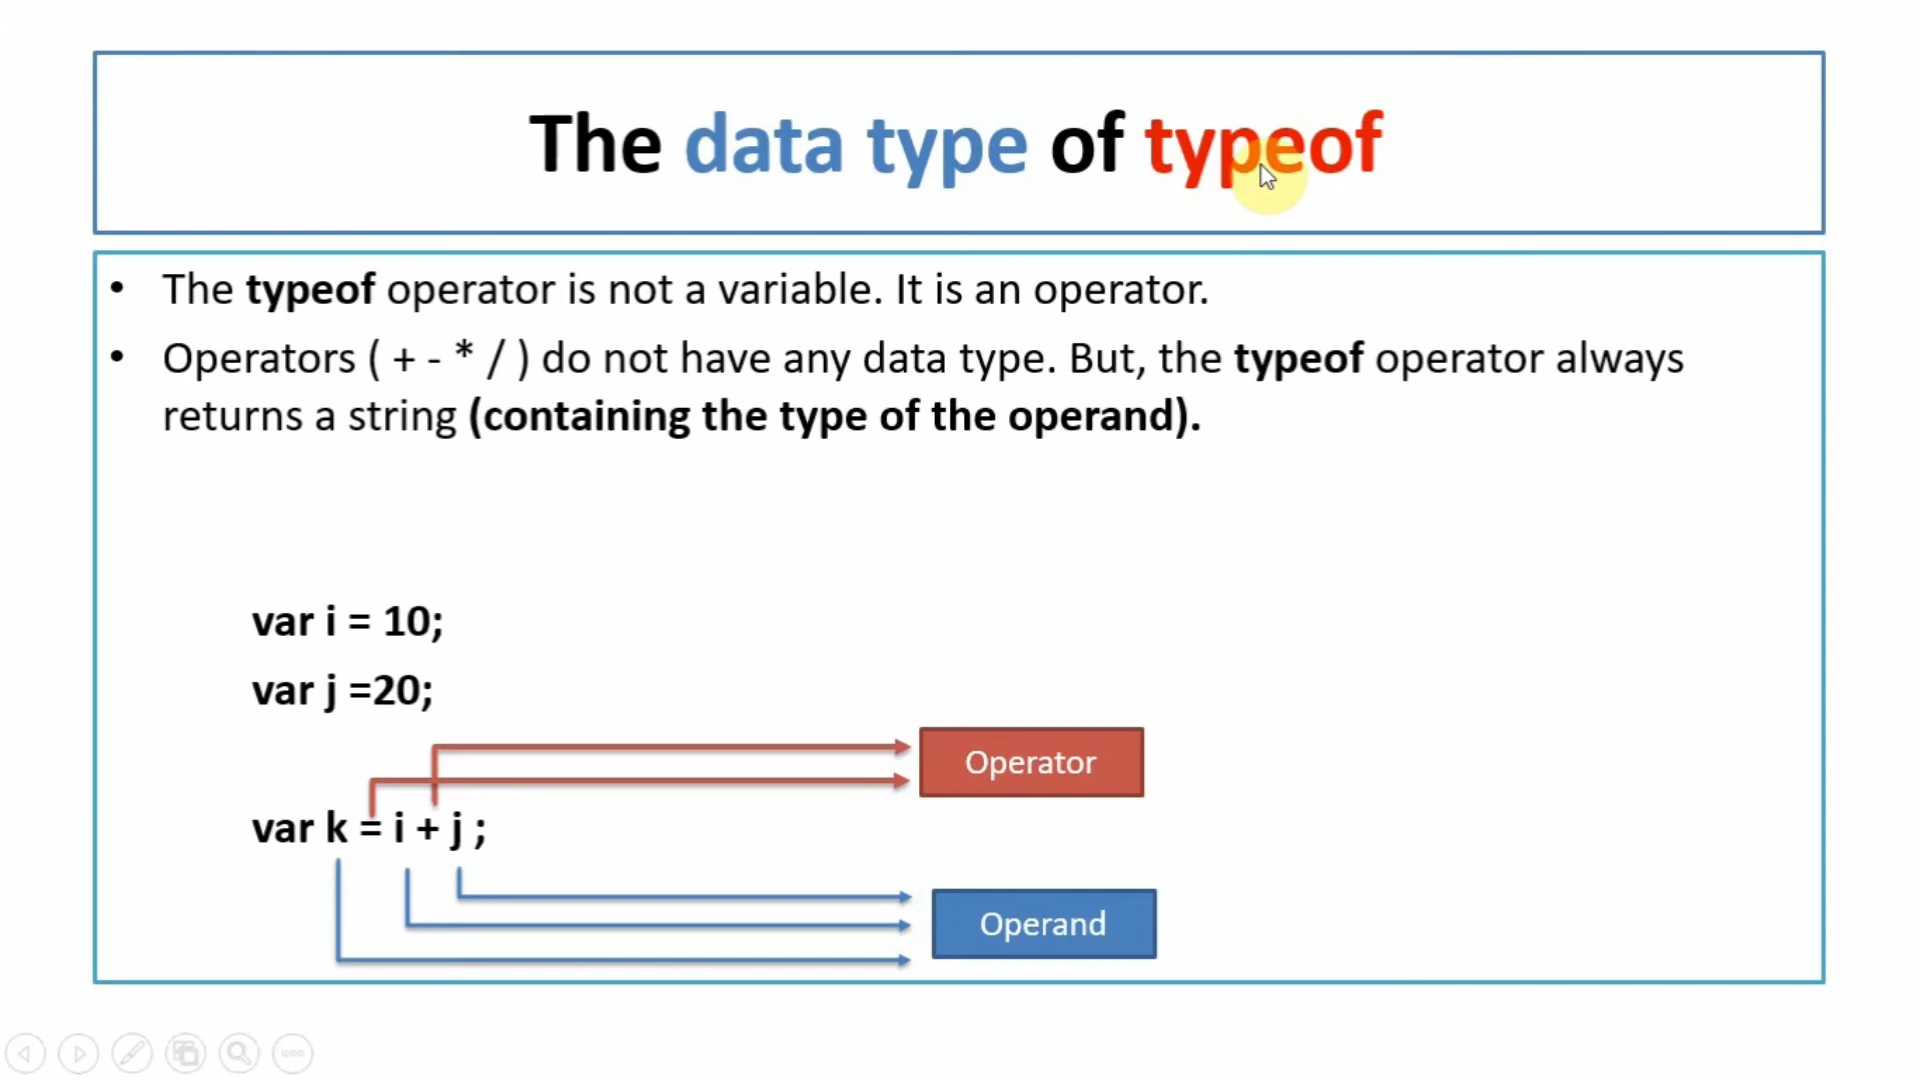 The data type of typeof
• The typeof operator is not a variable. It is an operator.
• Operators ( + - * / ) do not have any data type. But, the typeof operator always
returns a string (containing the type of the operand).
var i = 10;
var j =20;
Operator
var k = i + j ;
Operand